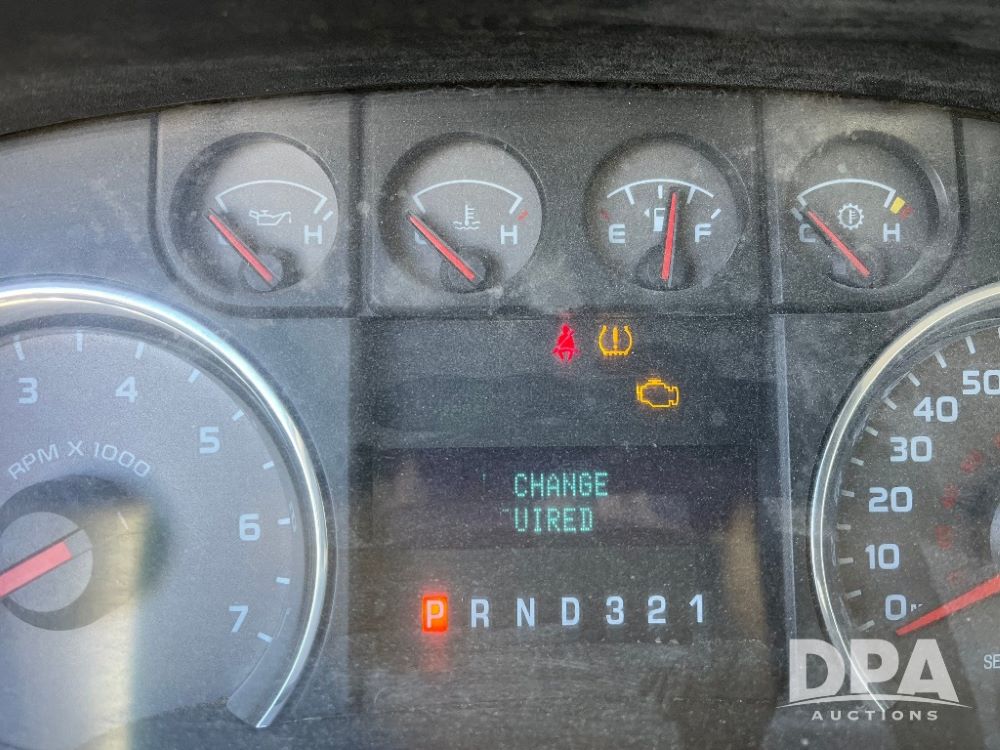 H
H
E F
C H
3 4 5 6 7
RPM X 1000
50
40
30
20
10
0
CHANGE
UIRED
P R N D 3 2 1
SE
DPA
AUCTIONS